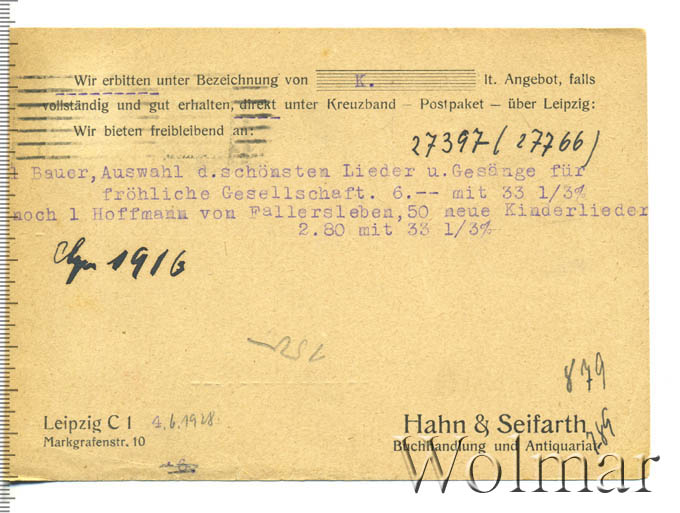 Wir erbitten unter Bezeichnung von K. lt. Angebot, falls
vollständig und gut erhalten, direkt unter Kreuzband – Postpaket – über Leipzig:
Wir bieten freibleibend an:
27397 (27766)
1 Bauer, Auswahl d.schönsten Lieder u.Gesänge für
fröhliche Gesellschaft. 6.-- mit 33 1/3%
noch 1 Hoffmann von Fallersleben, 50 neue Kinderlieder
2.80 mit 33 1/3%
1916
879
Leipzig C 1 4.6.1928
Markgrafenstr. 10
Hahn & Seifarth
Buchhandlung und Antiquariat
789
Wolmar